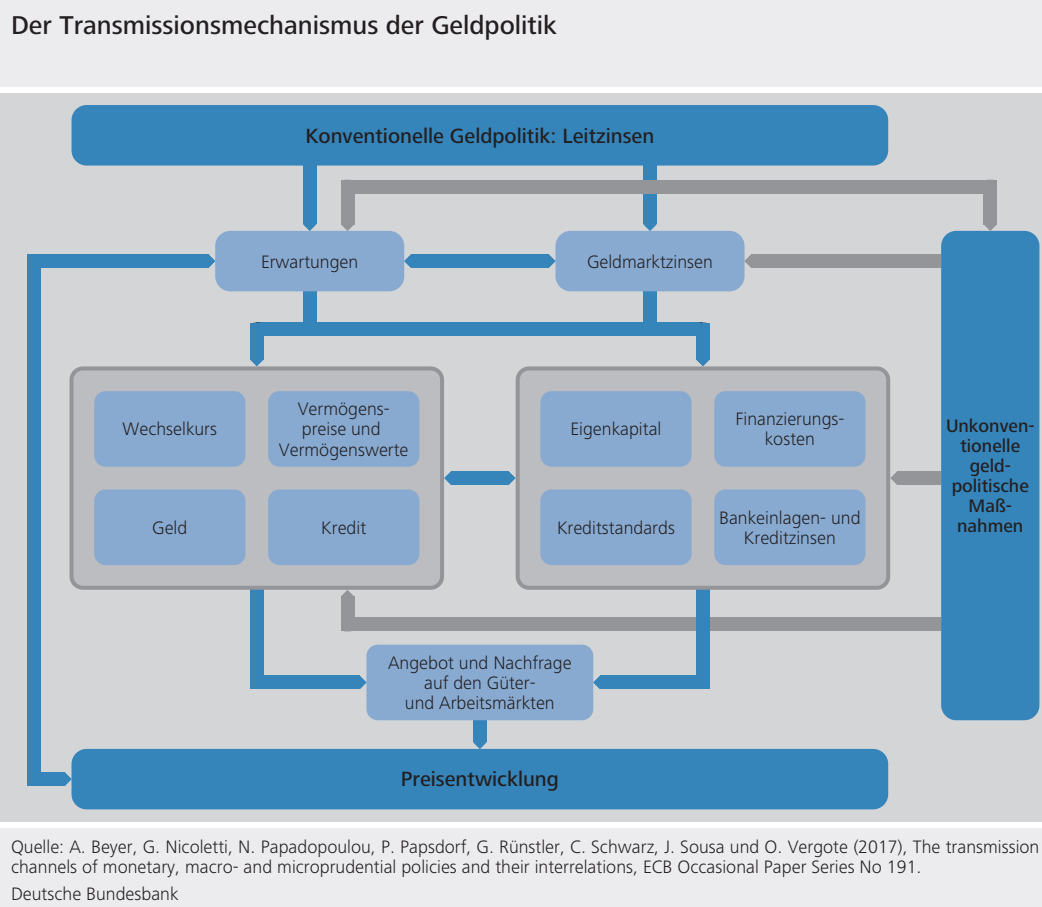 Der Transmissionsmechanismus der Geldpolitik
Konventionelle Geldpolitik: Leitzinsen
Erwartungen
Geldmarktzinsen
Wechselkurs
Vermögens-
preise und
Vermögenswerte
Geld
Kredit
Eigenkapital
Finanzierungs-
kosten
Kreditstandards
Bankeinlagen- und
Kreditzinsen
Unkonven-
tionelle
geld-
politische
Maß-
nahmen
Angebot und Nachfrage
auf den Güter-
und Arbeitsmärkten
Preisentwicklung
Quelle: A. Beyer, G. Nicoletti, N. Papadopoulou, P. Papsdorf, G. Rünstler, C. Schwarz, J. Sousa und O. Vergote (2017), The transmission
channels of monetary, macro- and microprudential policies and their interrelations, ECB Occasional Paper Series No 191.
Deutsche Bundesbank